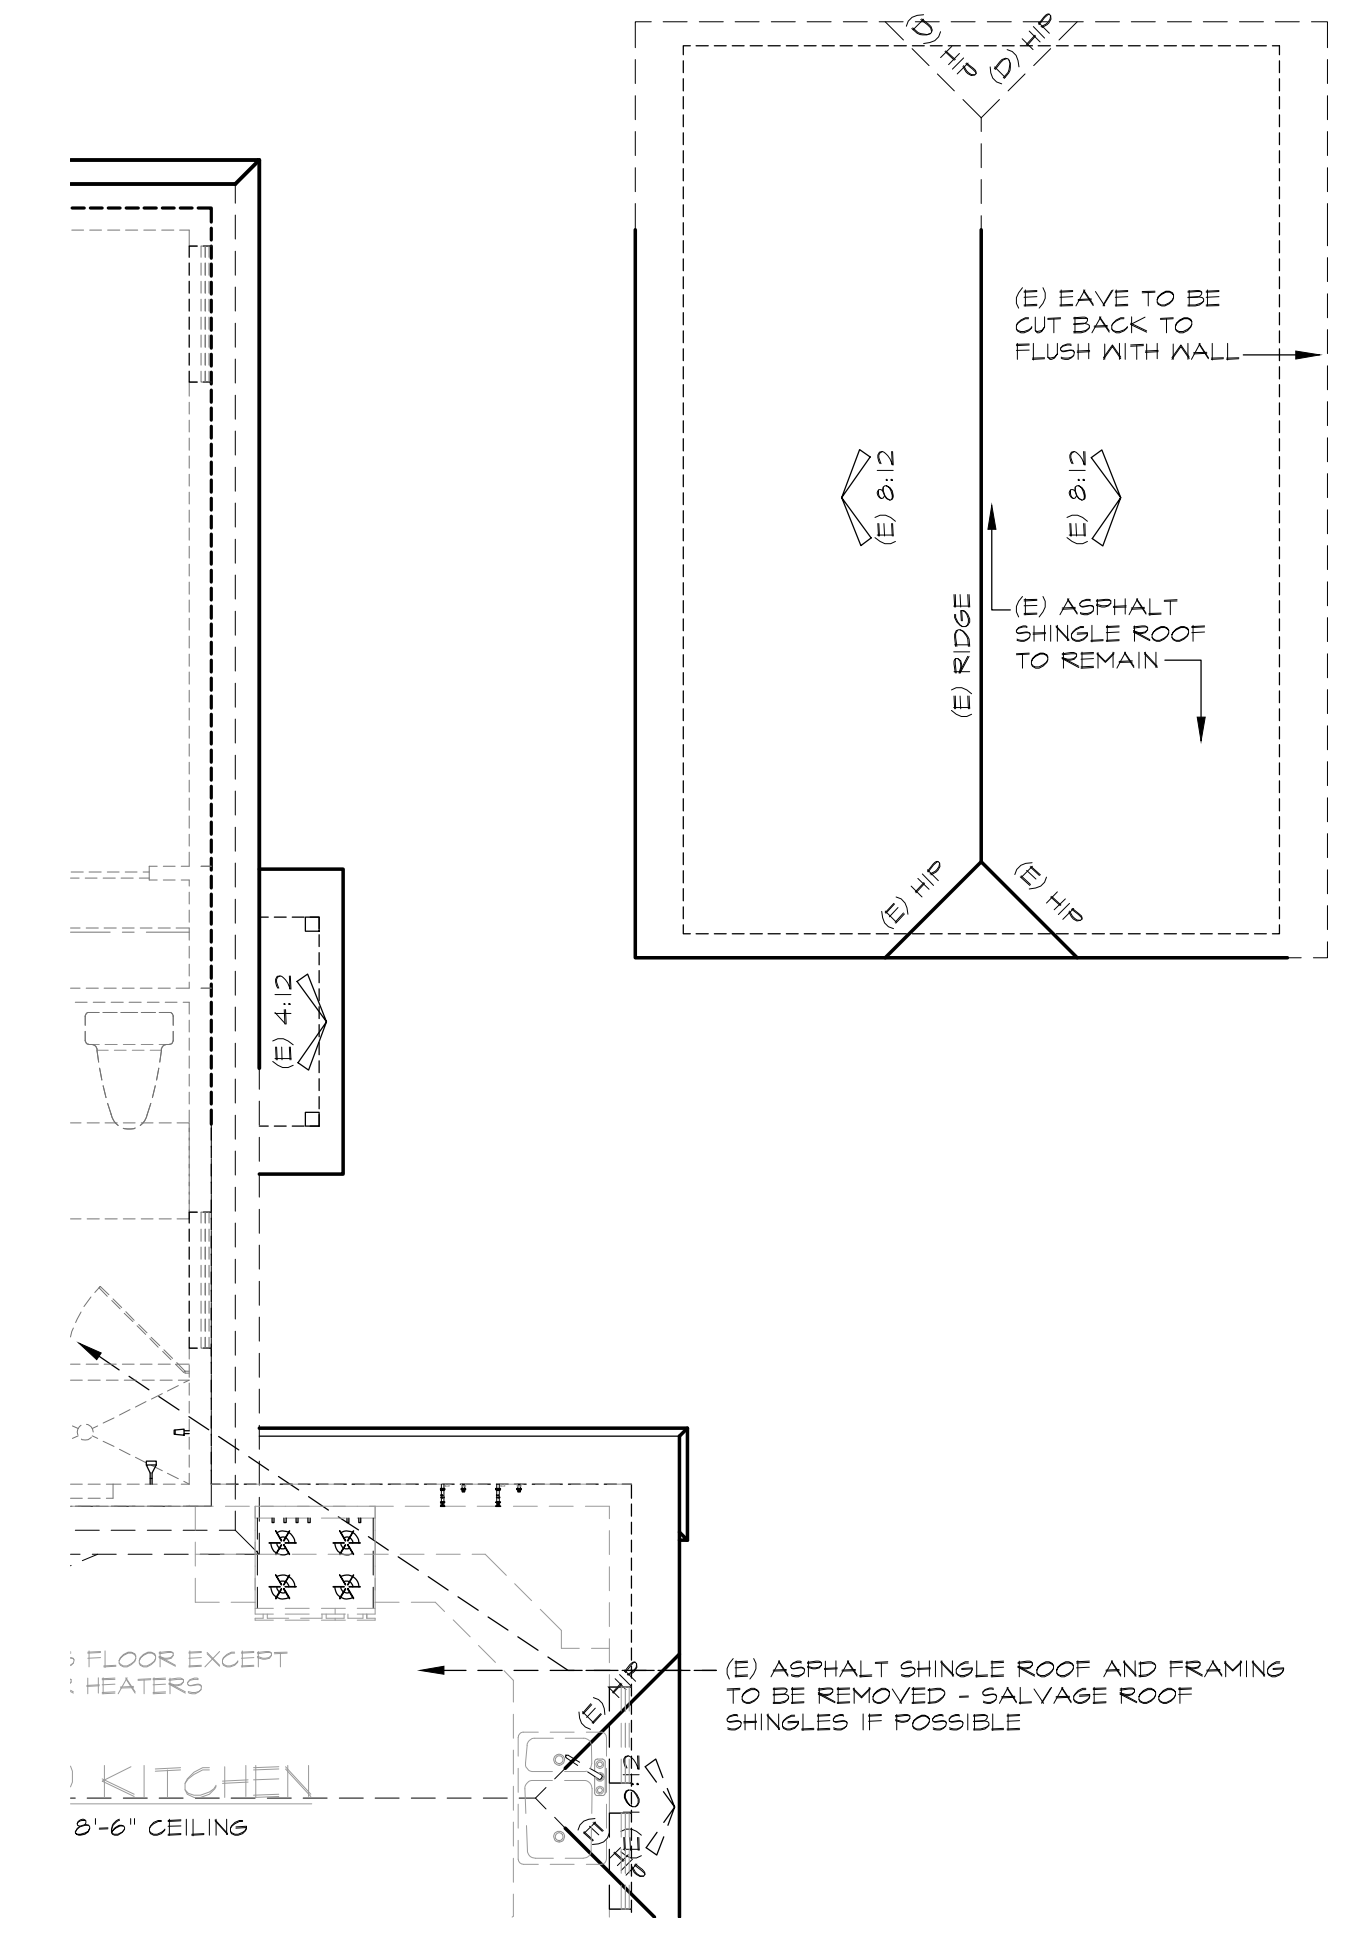 (D) HIP
(D) HIP
(E) EAVE TO BE
CUT BACK TO
FLUSH WITH WALL
(E) 8:12
(E) 8:12
(E) RIDGE
(E) ASPHALT
SHINGLE ROOF
TO REMAIN
(E) HIP
(E) HIP
(E) 4:12
FLOOR EXCEPT
HEATERS
(E) HIP
(E) ASPHALT SHINGLE ROOF AND FRAMING
TO BE REMOVED - SALVAGE ROOF
SHINGLES IF POSSIBLE
KITCHEN
8'-6" CEILING
(E) HIP
(E)